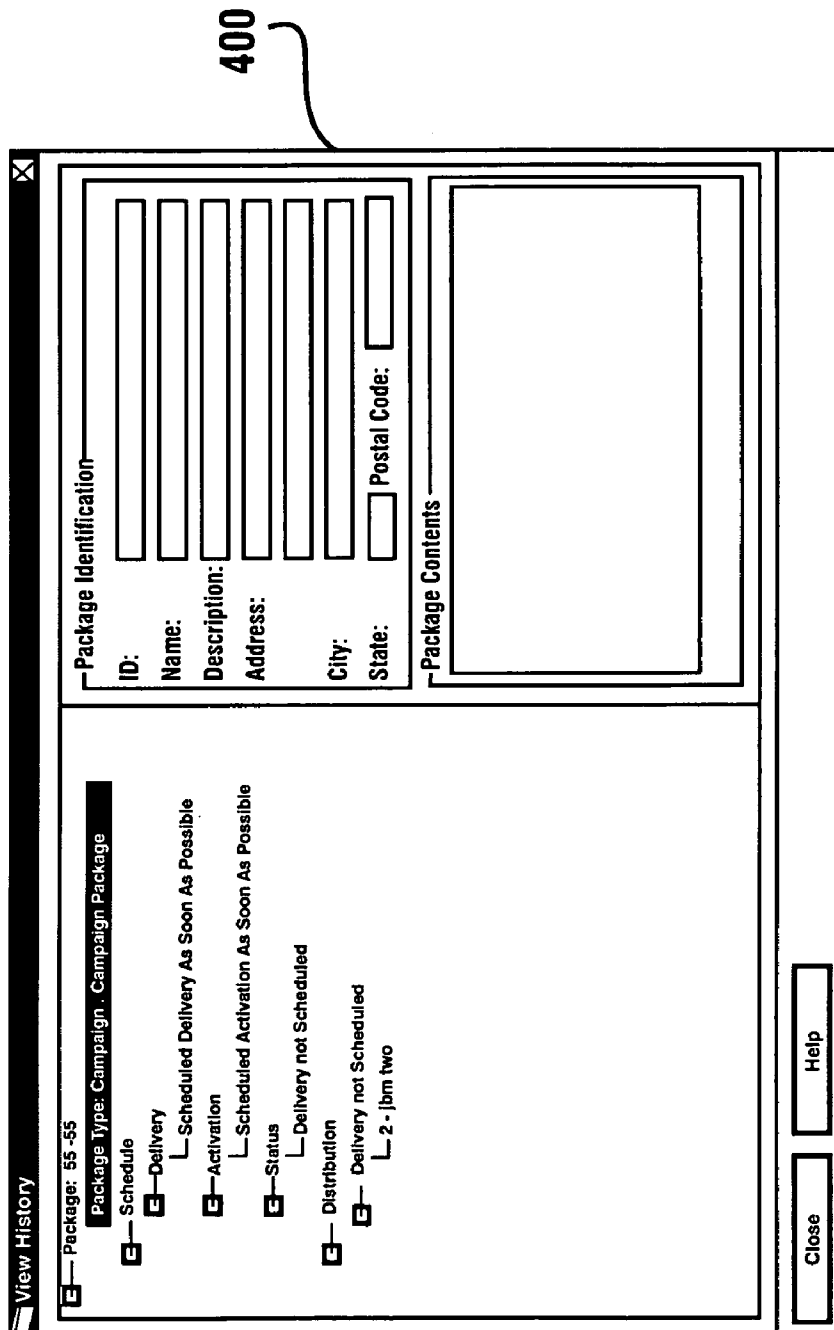 View History
Package: 55 -55
Package Type: Campaign . Campaign Package
Schedule
Delivery
Scheduled Delivery As Soon As Possible
Activation
Scheduled Activation As Soon As Possible
Status
Delivery not Scheduled
Distribution
Delivery not Scheduled
2 - jbm two
Package Identification
ID:
Name:
Description:
Address:
City:
State:
Postal Code:
Package Contents
Close
Help
400